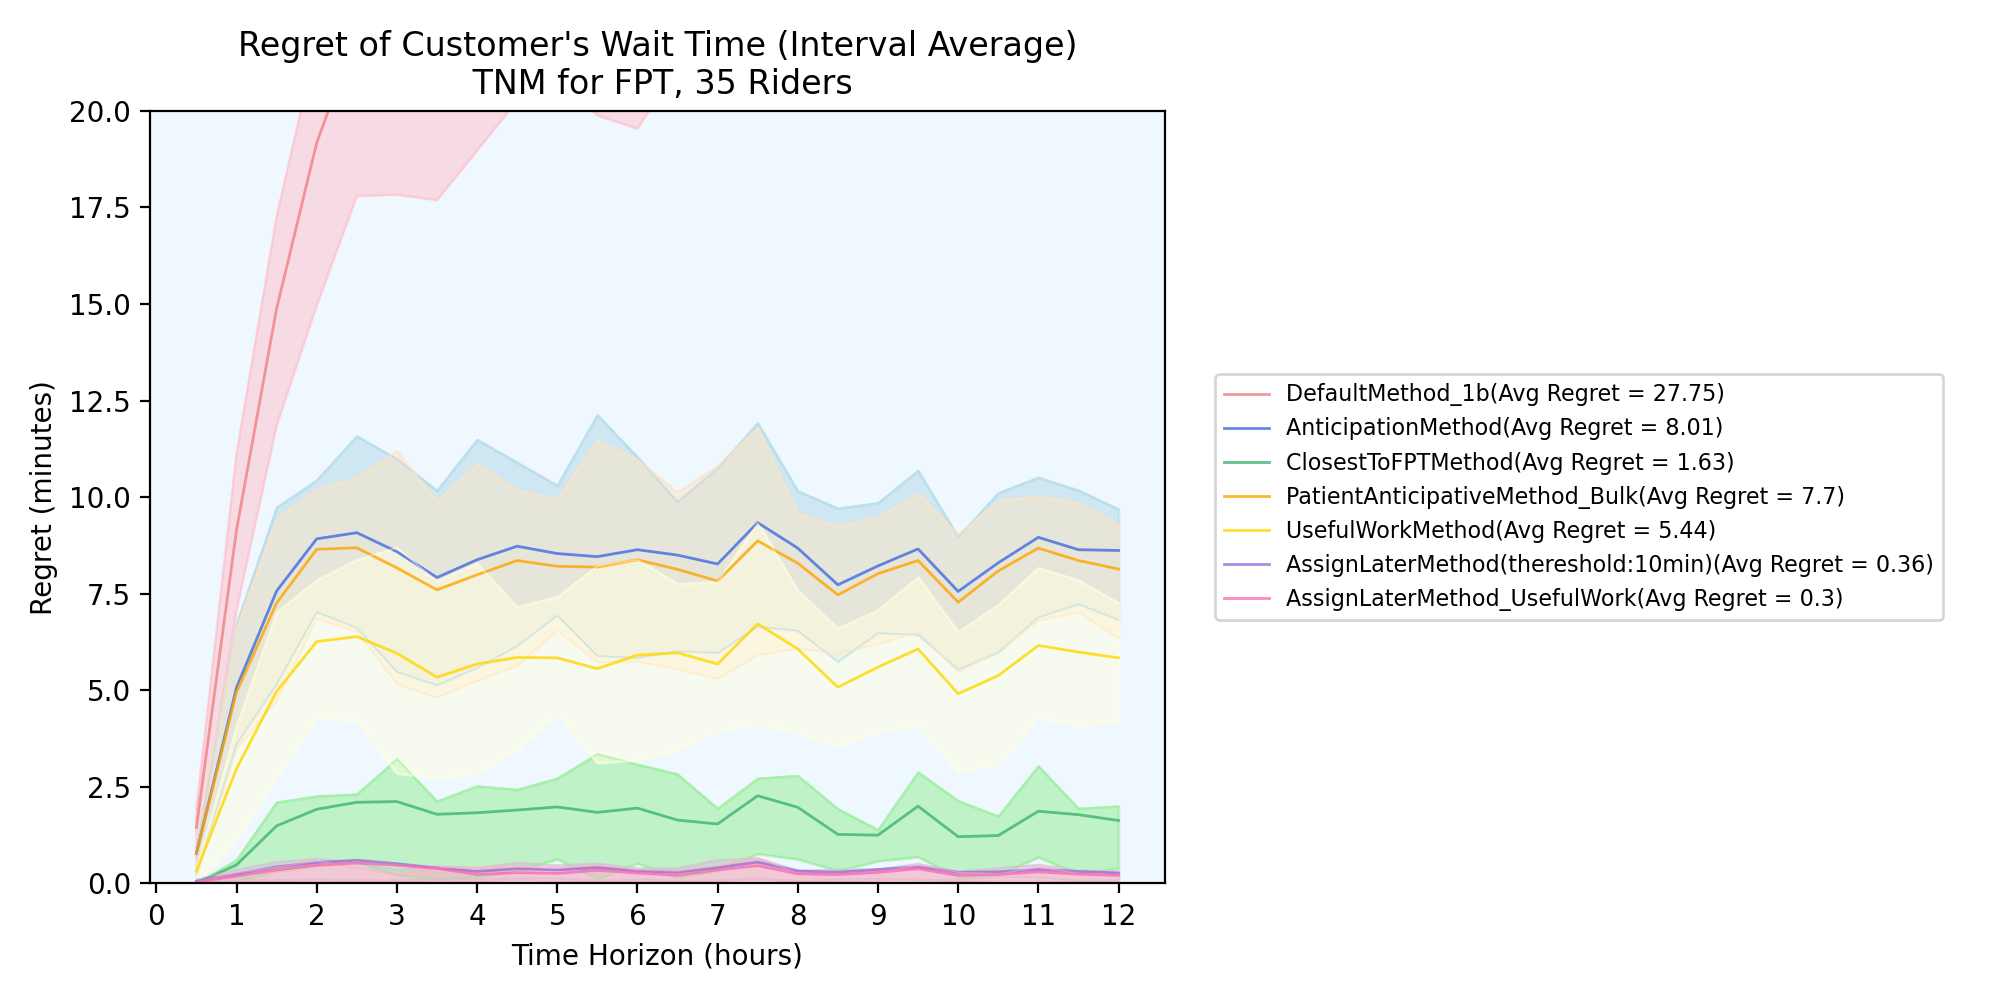 Regret of Customer's Wait Time (Interval Average)
TNM for FPT, 35 Riders
20.0
17.5
15.0
12.5
10.0
7.5
5.0
2.5
0.0
Regret (minutes)
0 1 2 3 4 5 6 7 8 9 10 11 12
Time Horizon (hours)
DefaultMethod_1b(Avg Regret = 27.75)
AnticipationMethod(Avg Regret = 8.01)
ClosestToFPTMethod(Avg Regret = 1.63)
PatientAnticipativeMethod_Bulk(Avg Regret = 7.7)
UsefulWorkMethod(Avg Regret = 5.44)
AssignLaterMethod(thereshold:10min)(Avg Regret = 0.36)
AssignLaterMethod_UsefulWork(Avg Regret = 0.3)